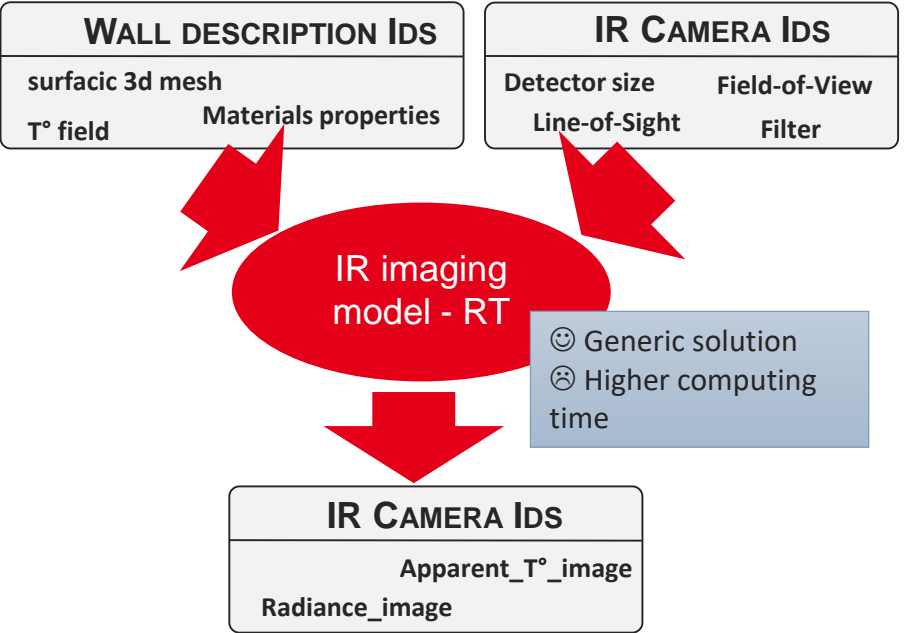 WALL DESCRIPTION IDS
surfacic 3d mesh
Materials properties
T° field
IR CAMERA IDS
Detector size
Field-of-View
Line-of-Sight
Filter
IR imaging
model - RT
☺ Generic solution
☹ Higher computing
time
IR CAMERA IDS
Apparent_T°_image
Radiance_image